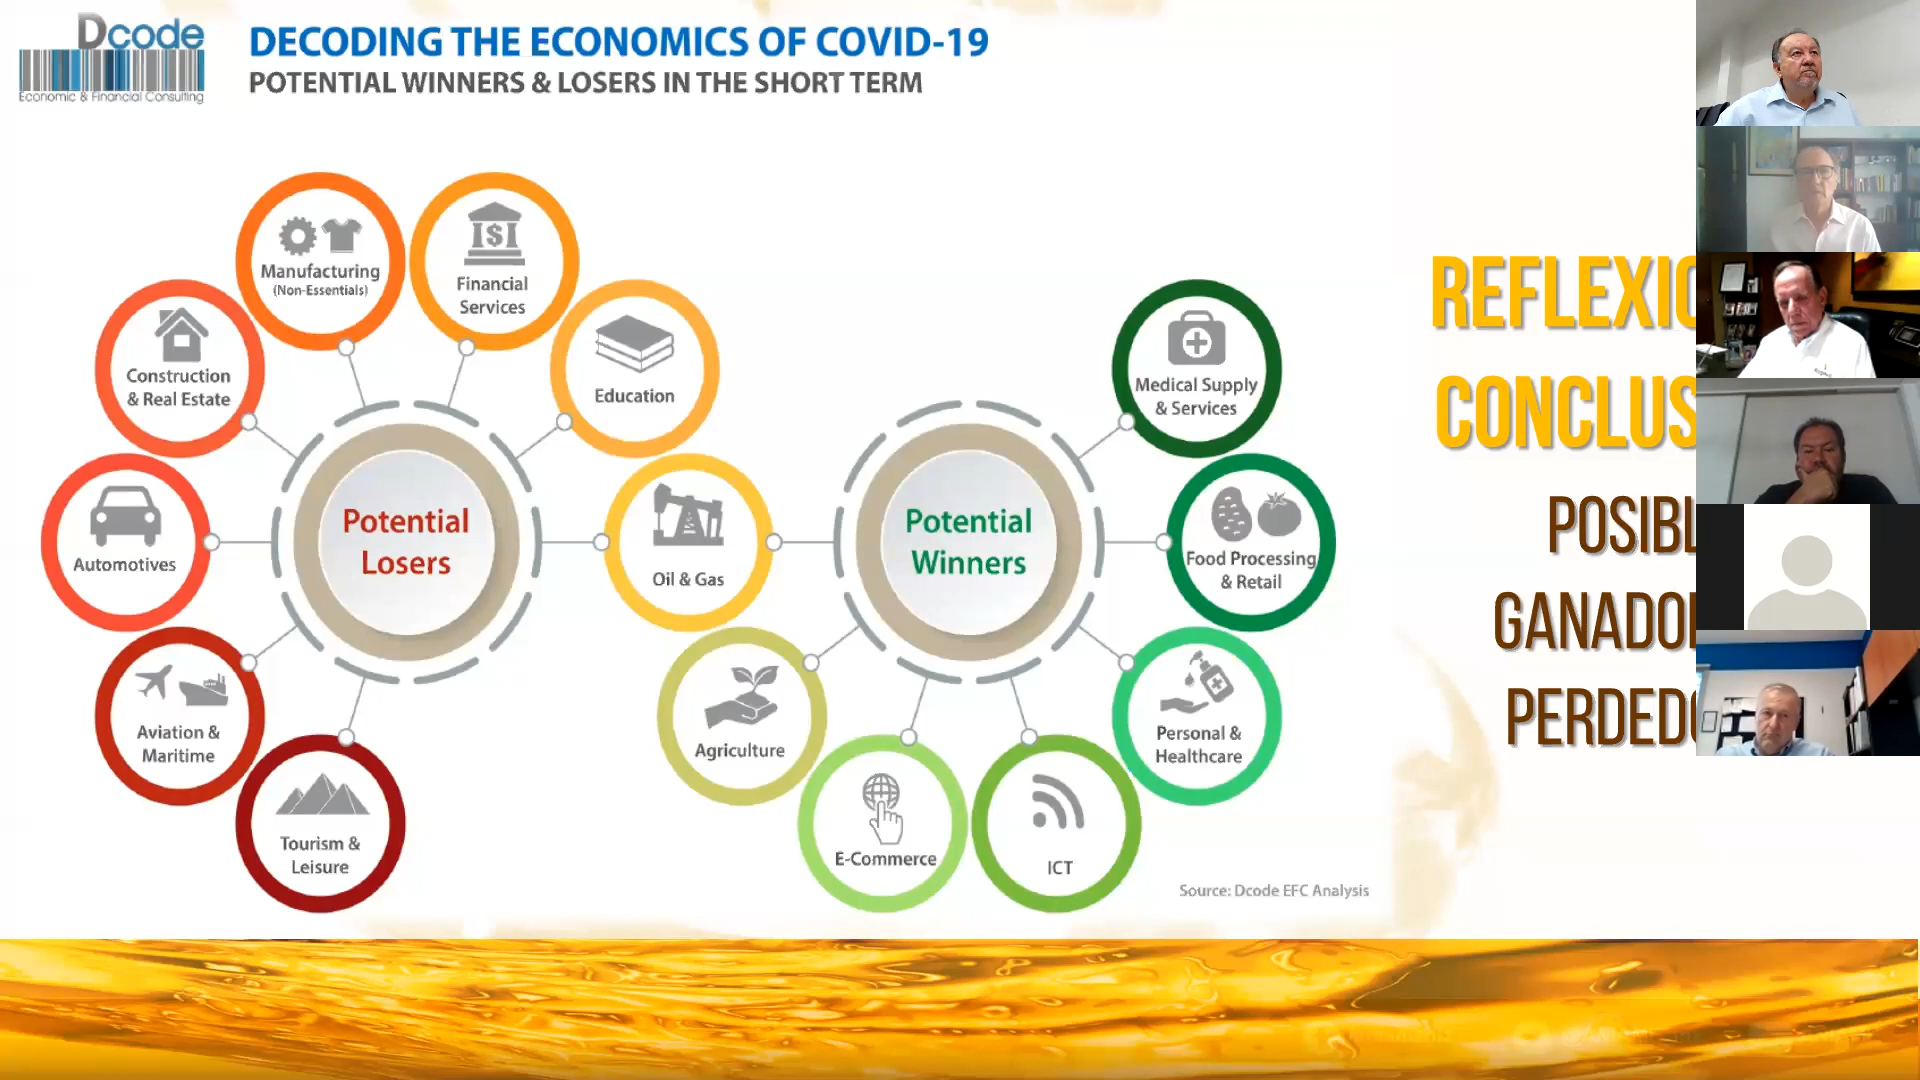 Dcode
Economic & Financial Consulting
DECODING THE ECONOMICS OF COVID-19
POTENTIAL WINNERS & LOSERS IN THE SHORT TERM
Manufacturing
(Non-Essentials)
Financial
Services
Construction
& Real Estate
Education
Automotives
Potential
Losers
Oil & Gas
Aviation &
Maritime
Tourism &
Leisure
Potential
Winners
Medical Supply
& Services
Food Processing
& Retail
Personal &
Healthcare
Agriculture
E-Commerce
ICT
Source: Dcode EFC Analysis
REFLEXIO
CONCLUS
POSIBL
GANADO
PERDEDO